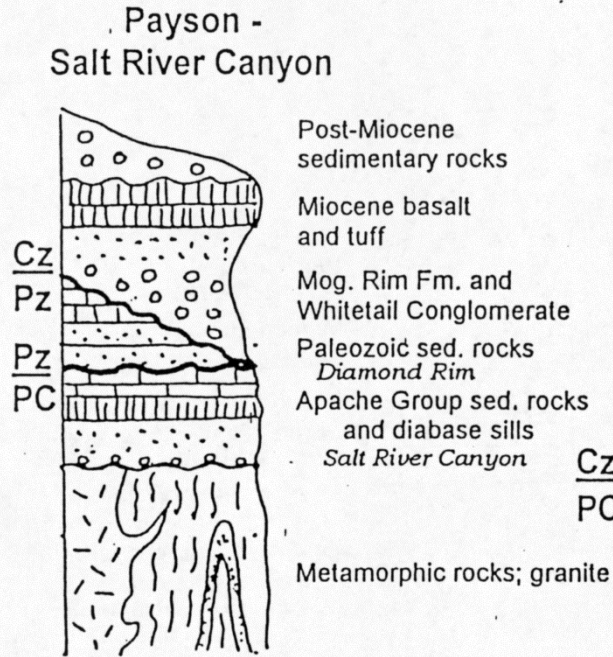 Payson -
Salt River Canyon
Post-Miocene
sedimentary rocks
Miocene basalt
and tuff
Cz
Pz
Mog. Rim Fm. and
Whitetail Conglomerate
Paleozoic sed. rocks
Diamond Rim
Pz
PC
Apache Group sed. rocks
and diabase sills
Salt River Canyon
Cz
PC
Metamorphic rocks; granite